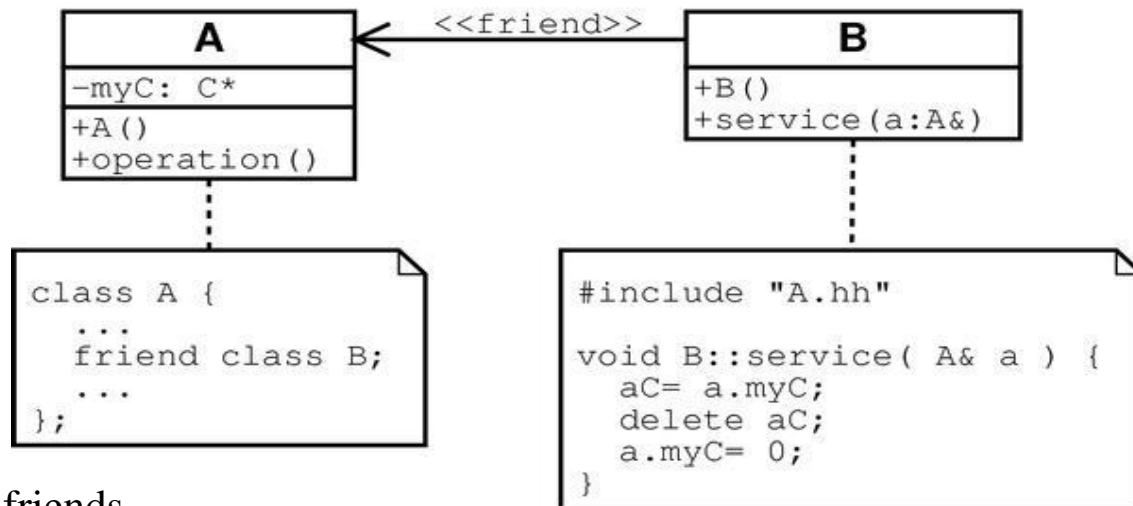 <<friend>>
A
-myC: C*
+A()
+operation()
B
+B()
+service(a:A&)
class A {
...
friend class B;
...
};
#include "A.hh"
void B::service( A& a ) {
aC= a.myC;
delete aC;
a.myC= 0;
}
friends